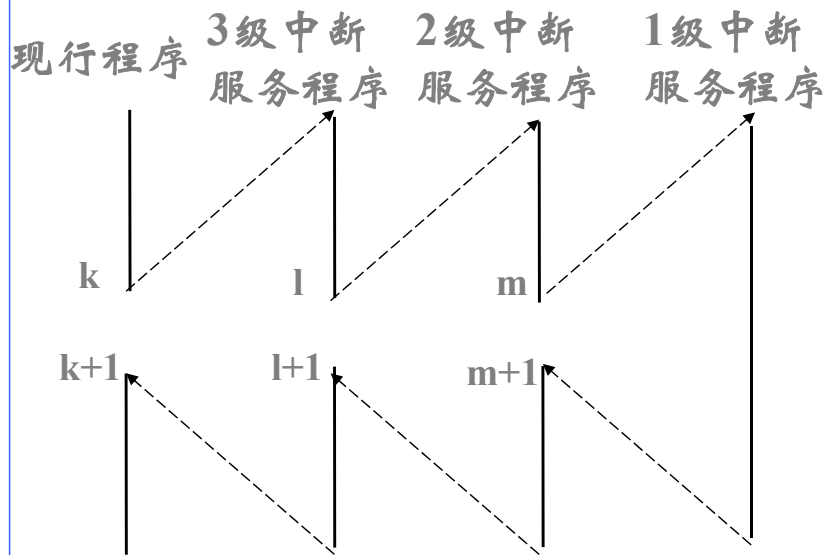 现行程序
3级中断
服务程序
2级中断
服务程序
1级中断
服务程序
k
l
m
k+1
l+1
m+1